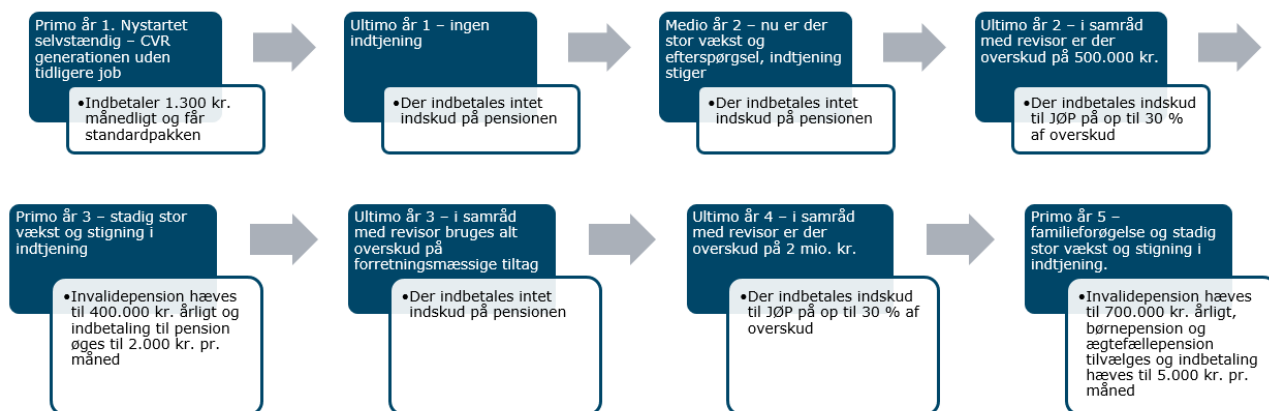 Primo år 1. Nystartet
selvstændig – CVR
generationen uden
tidligere job
•Indbetaler 1.300 kr.
månedligt og får
standardpakken
Ultimo år 1 – ingen
indtjening
•Der indbetales intet
indskud på pensionen
Medio år 2 – nu er der
stor vækst og
efterspørgsel, indtjening
stiger
•Der indbetales intet
indskud på pensionen
Ultimo år 2 – i samråd
med revisor er der
overskud på 500.000 kr.
•Der indbetales indskud
til JØP på op til 30 %
af overskud
Primo år 3 – stadig stor
vækst og stigning i
indtjening
•Invalidepension hæves
til 400.000 kr. årligt og
indbetaling til pension
øges til 2.000 kr. pr.
måned
Ultimo år 3 – i samråd
med revisor bruges alt
overskud på
forretningsmæssige tiltag
•Der indbetales intet
indskud på pensionen
Ultimo år 4 – i samråd
med revisor er der
overskud på 2 mio. kr.
•Der indbetales indskud
til JØP på op til 30 % af
overskud
Primo år 5 –
familieforøgelse og stadig
stor vækst og stigning i
indtjening.
•Invalidepension hæves
til 700.000 kr. årligt,
børnepension og
ægtefællepension
tilvælges og indbetaling
hæves til 5.000 kr. pr.
måned